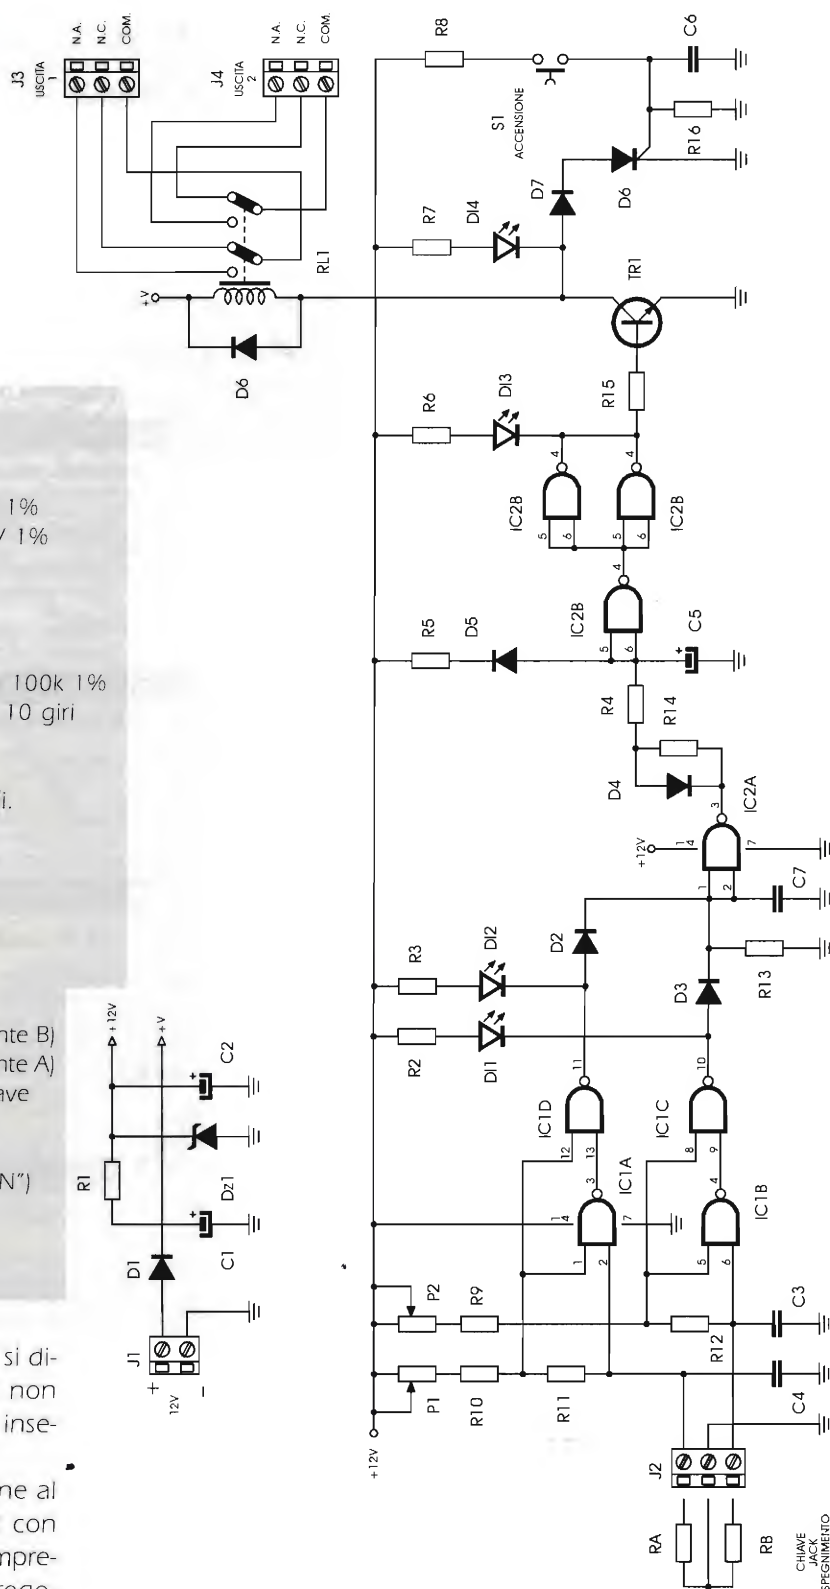 J3
USCITA
1
N.A.
N.C.
COM.
J4
USCITA
2
N.A.
N.C.
COM.
+V
RL1
D6
R8
S1
ACCENSIONE
C6
R16
D6
D7
R7
DI4
TR1
R6
DI3
R15
IC2B
5
6
4
IC2B
5
6
4
IC2B
5
6
4
R5
D5
C5
R4
R14
D4
IC2A
3
+12V
1
4
7
1
2
C7
D2
R3
DI2
R2
DI1
D3
R13
11
10
IC1D
12
13
IC1C
8
9
IC1A
3
1
4
7
1
2
IC1B
4
5
6
P2
R9
R12
C3
P1
R10
R11
C4
+12V
J2
RA
RB
CHIAVE
JACK
SPEGNIMENTO
+12V
+V
C2
R1
Dz1
D1
C1
J1
+
12V
−
1%
/ 1%
100k 1%
10 giri
i.
nte B)
nte A)
ave
N")
si di-
non
inse-
ne al
con
mpre-